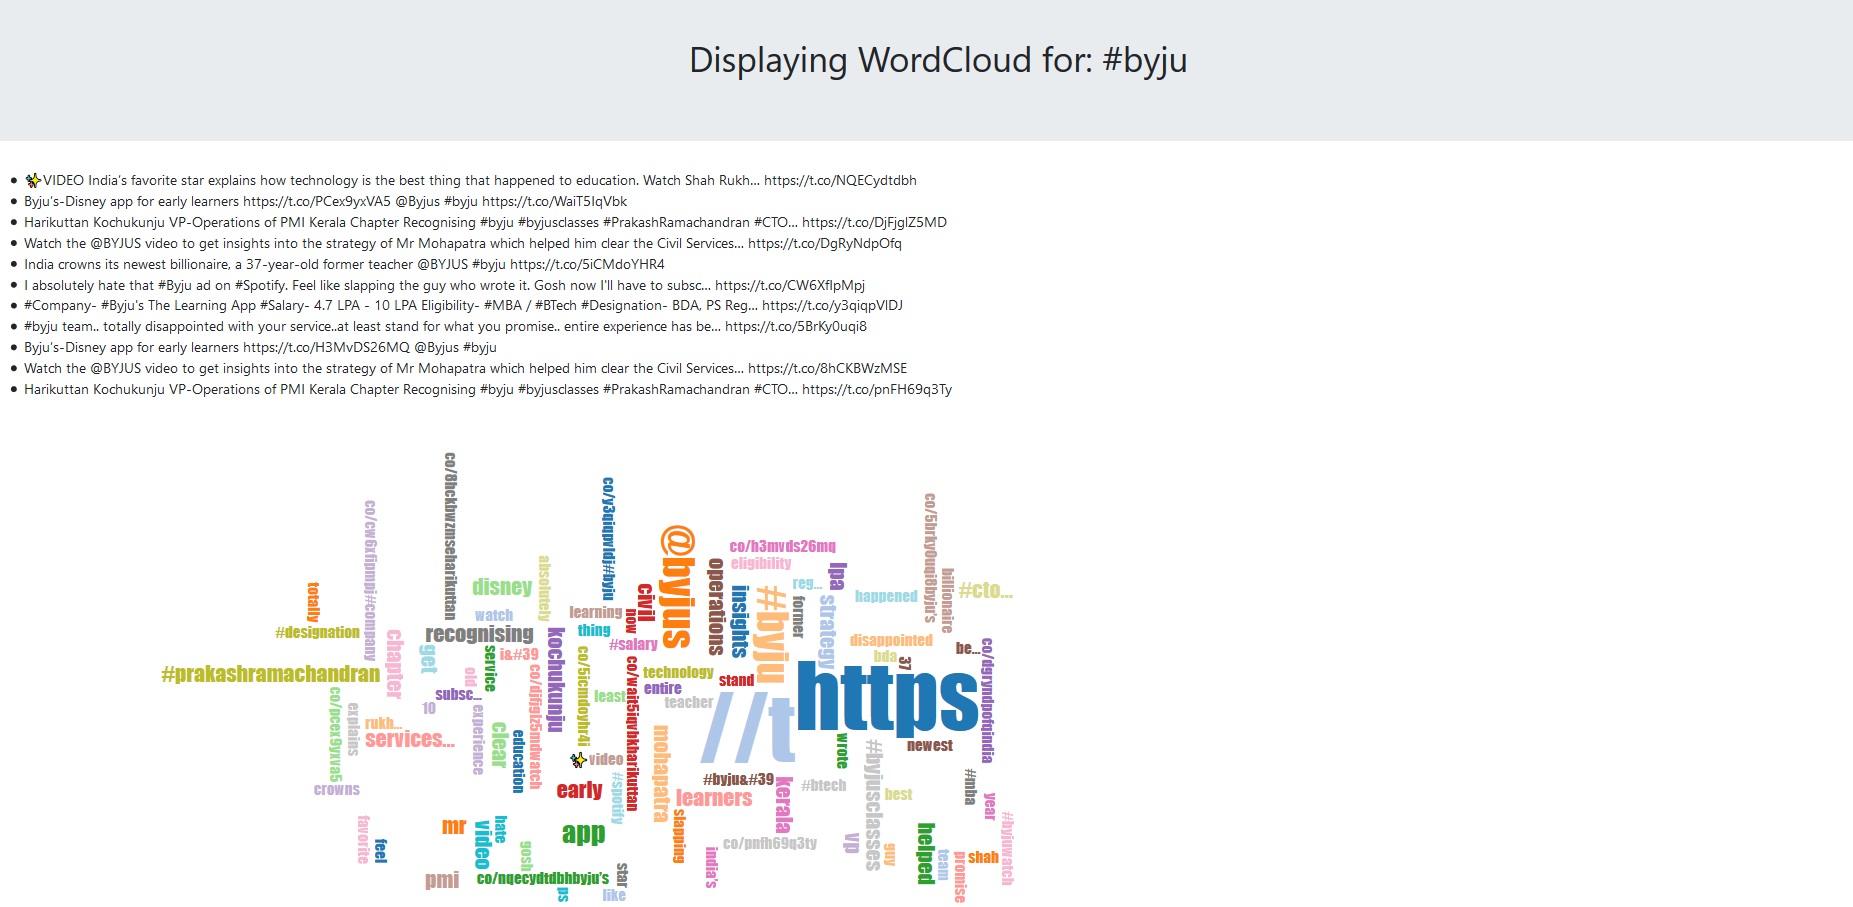 Displaying WordCloud for: #byju
✨VIDEO India's favorite star explains how technology is the best thing that happened to education. Watch Shah Rukh… https://t.co/NQECydtdbh
Byju's-Disney app for early learners https://t.co/PCex9yxVA5 @Byjus #byju https://t.co/WaiT5IqVbk
Harikuttan Kochukunju VP-Operations of PMI Kerala Chapter Recognising #byju #byjusclasses #PrakashRamachandran #CTO… https://t.co/DjFjglZ5MD
Watch the @BYJUS video to get insights into the strategy of Mr Mohapatra which helped him clear the Civil Services… https://t.co/DgRyNdpOfq
India crowns its newest billionaire, a 37-year-old former teacher @BYJUS #byju https://t.co/5iCMdoYHR4
I absolutely hate that #Byju ad on #Spotify. Feel like slapping the guy who wrote it. Gosh now I'll have to subsc… https://t.co/CW6XfIpMpj
#Company- #Byju's The Learning App #Salary- 4.7 LPA - 10 LPA Eligibility- #MBA / #BTech #Designation- BDA, PS Reg… https://t.co/y3qiqpVIDJ
#byju team.. totally disappointed with your service..at least stand for what you promise.. entire experience has be… https://t.co/5BrKy0uqi8
Byju's-Disney app for early learners https://t.co/H3MvDS26MQ @Byjus #byju
Watch the @BYJUS video to get insights into the strategy of Mr Mohapatra which helped him clear the Civil Services… https://t.co/8hCKBWzMSE
Harikuttan Kochukunju VP-Operations of PMI Kerala Chapter Recognising #byju #byjusclasses #PrakashRamachandran #CTO… https://t.co/pnFH69q3Ty
co/8hckbwzmseharikuttan
co/y3qiqpvidj#byju
co/5brky0uqi8byju's
co/cw6xfipmpj#company
@byjus
co/h3mvds26mq
eligibility
operations
absolutely
lpa
billionaire
totally
disney
civil
insights
#byju
reg…
happened
#cto…
watch
learning
now
former
strategy
#designation
chapter
recognising
kochukunju
thing
#salary
disappointed
be…
co/dgryndpofqindia
get
service
i&#39
co/5icmdoyhr4i
bda
37
#prakashramachandran
old
co/djfjglz5mdwatch
co/wait5iqvbkharikuttan
technology
entire
stand
https
co/pcex9yxva5
subsc…
least
teacher
//t
10
explains
experience
rukh…
services…
clear
education
mohapatra
wrote
#byjusclasses
newest
✨video
crowns
early
#spotify
#byju&#39
learners
kerala
#btech
best
#mba
year
favorite
feel
mr
video
hate
app
slapping
gosh
india's
co/pnfh69q3ty
vp
guy
helped
team
promise
shah
#byjuwatch
pmi
co/nqecydtdbhbyju's
star
ps
like